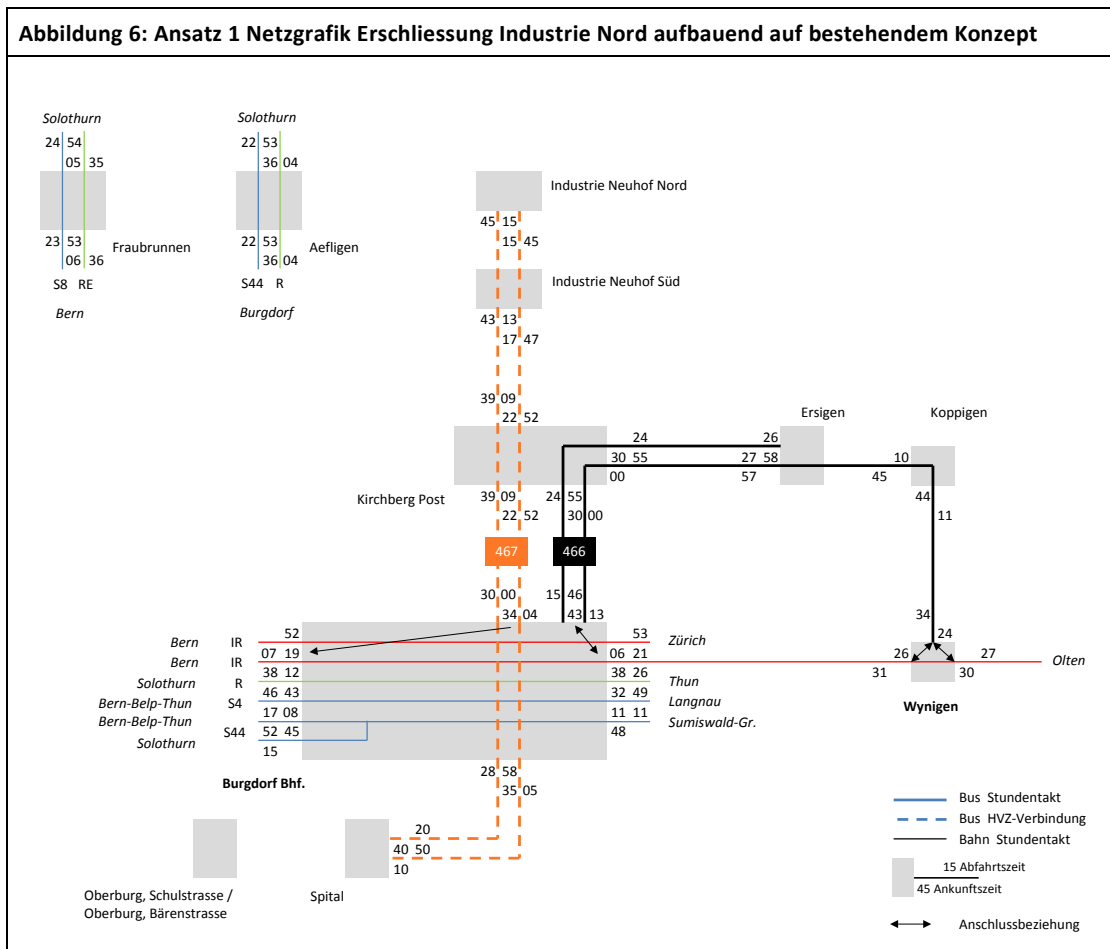 Abbildung 6: Ansatz 1 Netzgrafik Erschliessung Industrie Nord aufbauend auf bestehendem Konzept
Solothurn Solothurn
24 54 22 53
05 35 36 04
Industrie Neuhof Nord
45 15
15 45
23 53 Fraubrunnen 22 53 Aefligen
06 36 36 04
S8 RE S44 R
Industrie Neuhof Süd
Bern Burgdorf
43 13
17 47
39 09
22 52
Ersigen Koppigen
24 26
30 55 27 58 10
00 57 45
Kirchberg Post
39 09 24 55 44
22 52 30 00 11
467 466
30 00 15 46
34 04 43 13 34
52 53 24
Bern IR Zürich
07 19 06 21 26 27
Bern IR Olten
38 12 38 26 31 30
Solothurn R Thun
46 43 32 49
Bern-Belp-Thun S4 Langnau
Wynigen
17 08 11 11
Bern-Belp-Thun Sumiswald-Gr.
S44 52 45 48
Solothurn
15
28 58
Burgdorf Bhf.
35 05
Bus Stundentakt
20
Bus HVZ-Verbindung
40 50
Bahn Stundentakt
10
15 Abfahrtszeit
45 Ankunftszeit
Oberburg, Schulstrasse / Spital
Oberburg, Bärenstrasse
Anschlussbeziehung